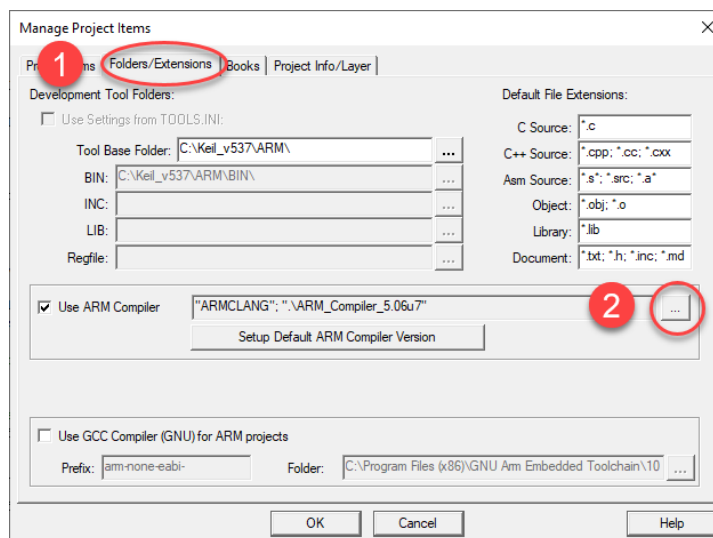 Manage Project Items
1
Folders/Extensions
Books
Project Info/Layer
Development Tool Folders:
Use Settings from TOOLS.INI:
Tool Base Folder: C:\Keil_v537\ARM\ ...
BIN: C:\Keil_v537\ARM\BIN\ ...
INC: ...
LIB: ...
Regfile: ...
Default File Extensions:
C Source: *.c
C++ Source: *.cpp; *.cc; *.cxx
Asm Source: *.s*; *.src; *.a*
Object: *.obj; *.o
Library: *.lib
Document: *.txt; *.h; *.inc; *.md
Use ARM Compiler "ARMCLANG"; ".\ARM_Compiler_5.06u7" 2 ...
Setup Default ARM Compiler Version
Use GCC Compiler (GNU) for ARM projects
Prefix: arm-none-eabi- Folder: C:\Program Files (x86)\GNU Arm Embedded Toolchain\10 ...
OK Cancel Help